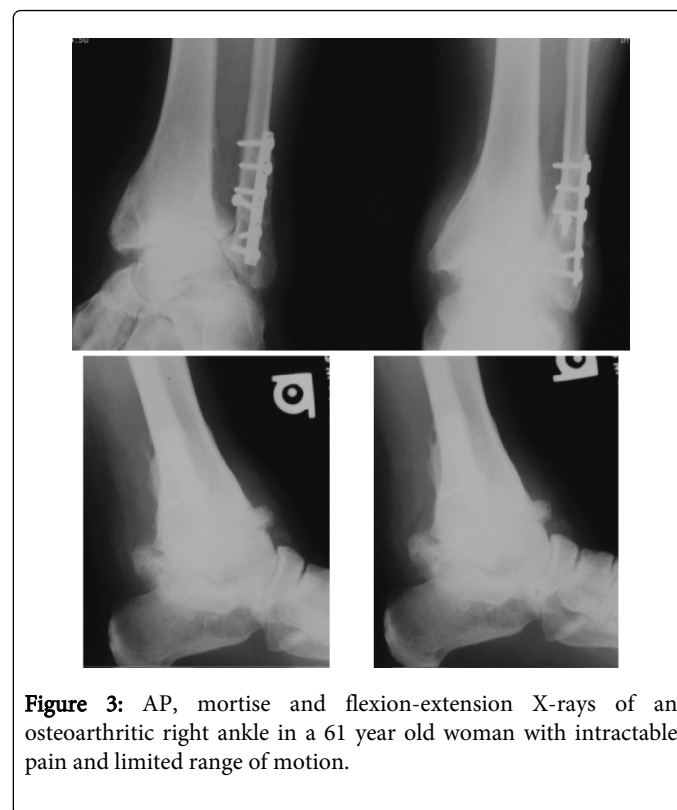 Figure 3: AP, mortise and flexion-extension X-rays of an
osteoarthritic right ankle in a 61 year old woman with intractable
pain and limited range of motion.